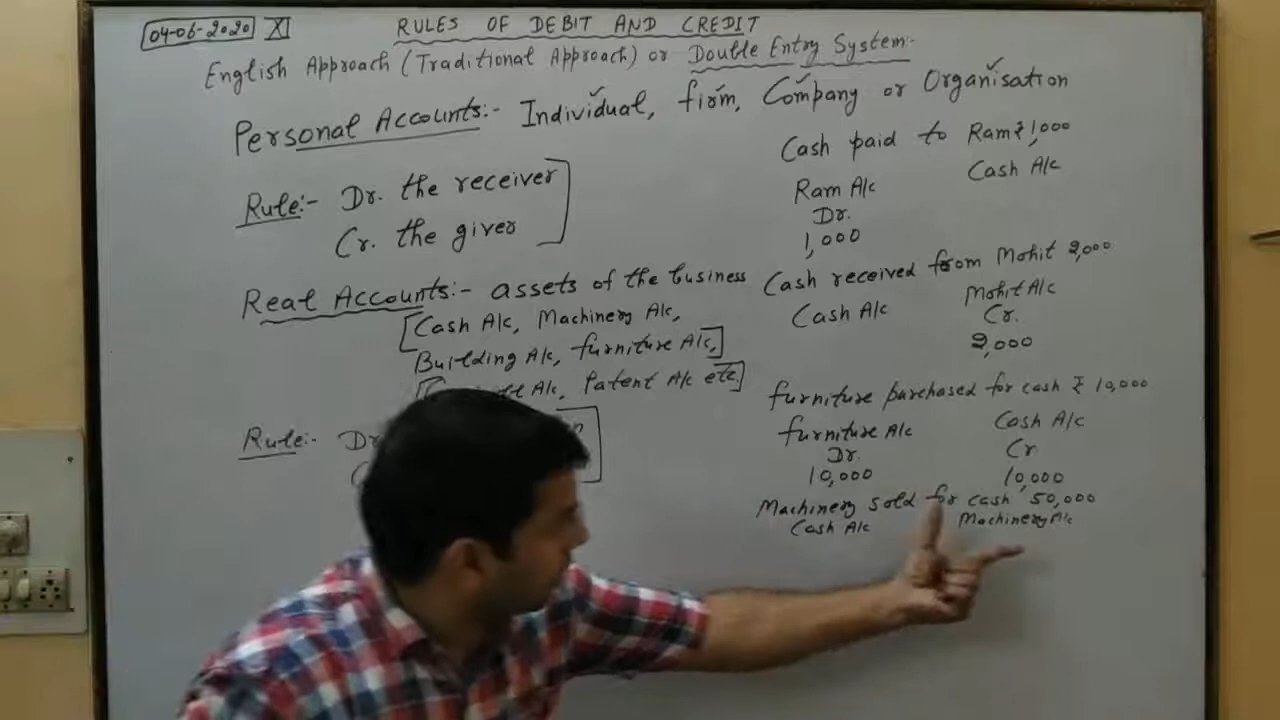 04-06-2020 XI
RULES OF DEBIT AND CREDIT
English Approach (Traditional Approach) or Double Entry System:-
Personal Accounts:- Individual, firm, Company or Organisation
Rule:- Dr. the receiver
Cr. the giver
Real Accounts:- assets of the business
[Cash A/c, Machinery A/c,
Building A/c, furniture A/c,]
A/c, Patent A/c etc.]
Rule:- Dr
Cash paid to Ram ₹ 1,000
Ram A/c Cash A/c
Dr.
1,000
Cash received from Mohit 2,000
Cash A/c Mohit A/c
Cr.
2,000
furniture purchased for cash ₹ 10,000
furniture A/c Cash A/c
Dr. Cr.
10,000 10,000
Machinery sold for cash 50,000
Cash A/c Machinery A/c